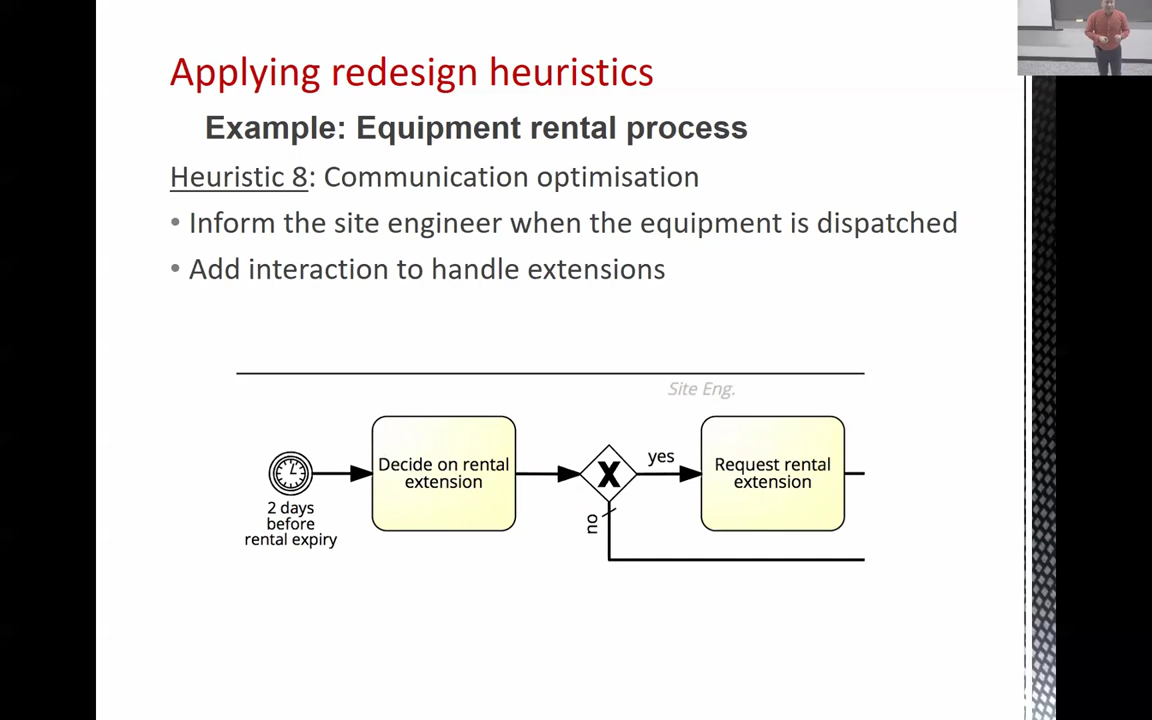 Applying redesign heuristics
Example: Equipment rental process
Heuristic 8: Communication optimisation
• Inform the site engineer when the equipment is dispatched
• Add interaction to handle extensions
Site Eng.
2 days
before
rental expiry
Decide on rental
extension
X
yes
no
Request rental
extension